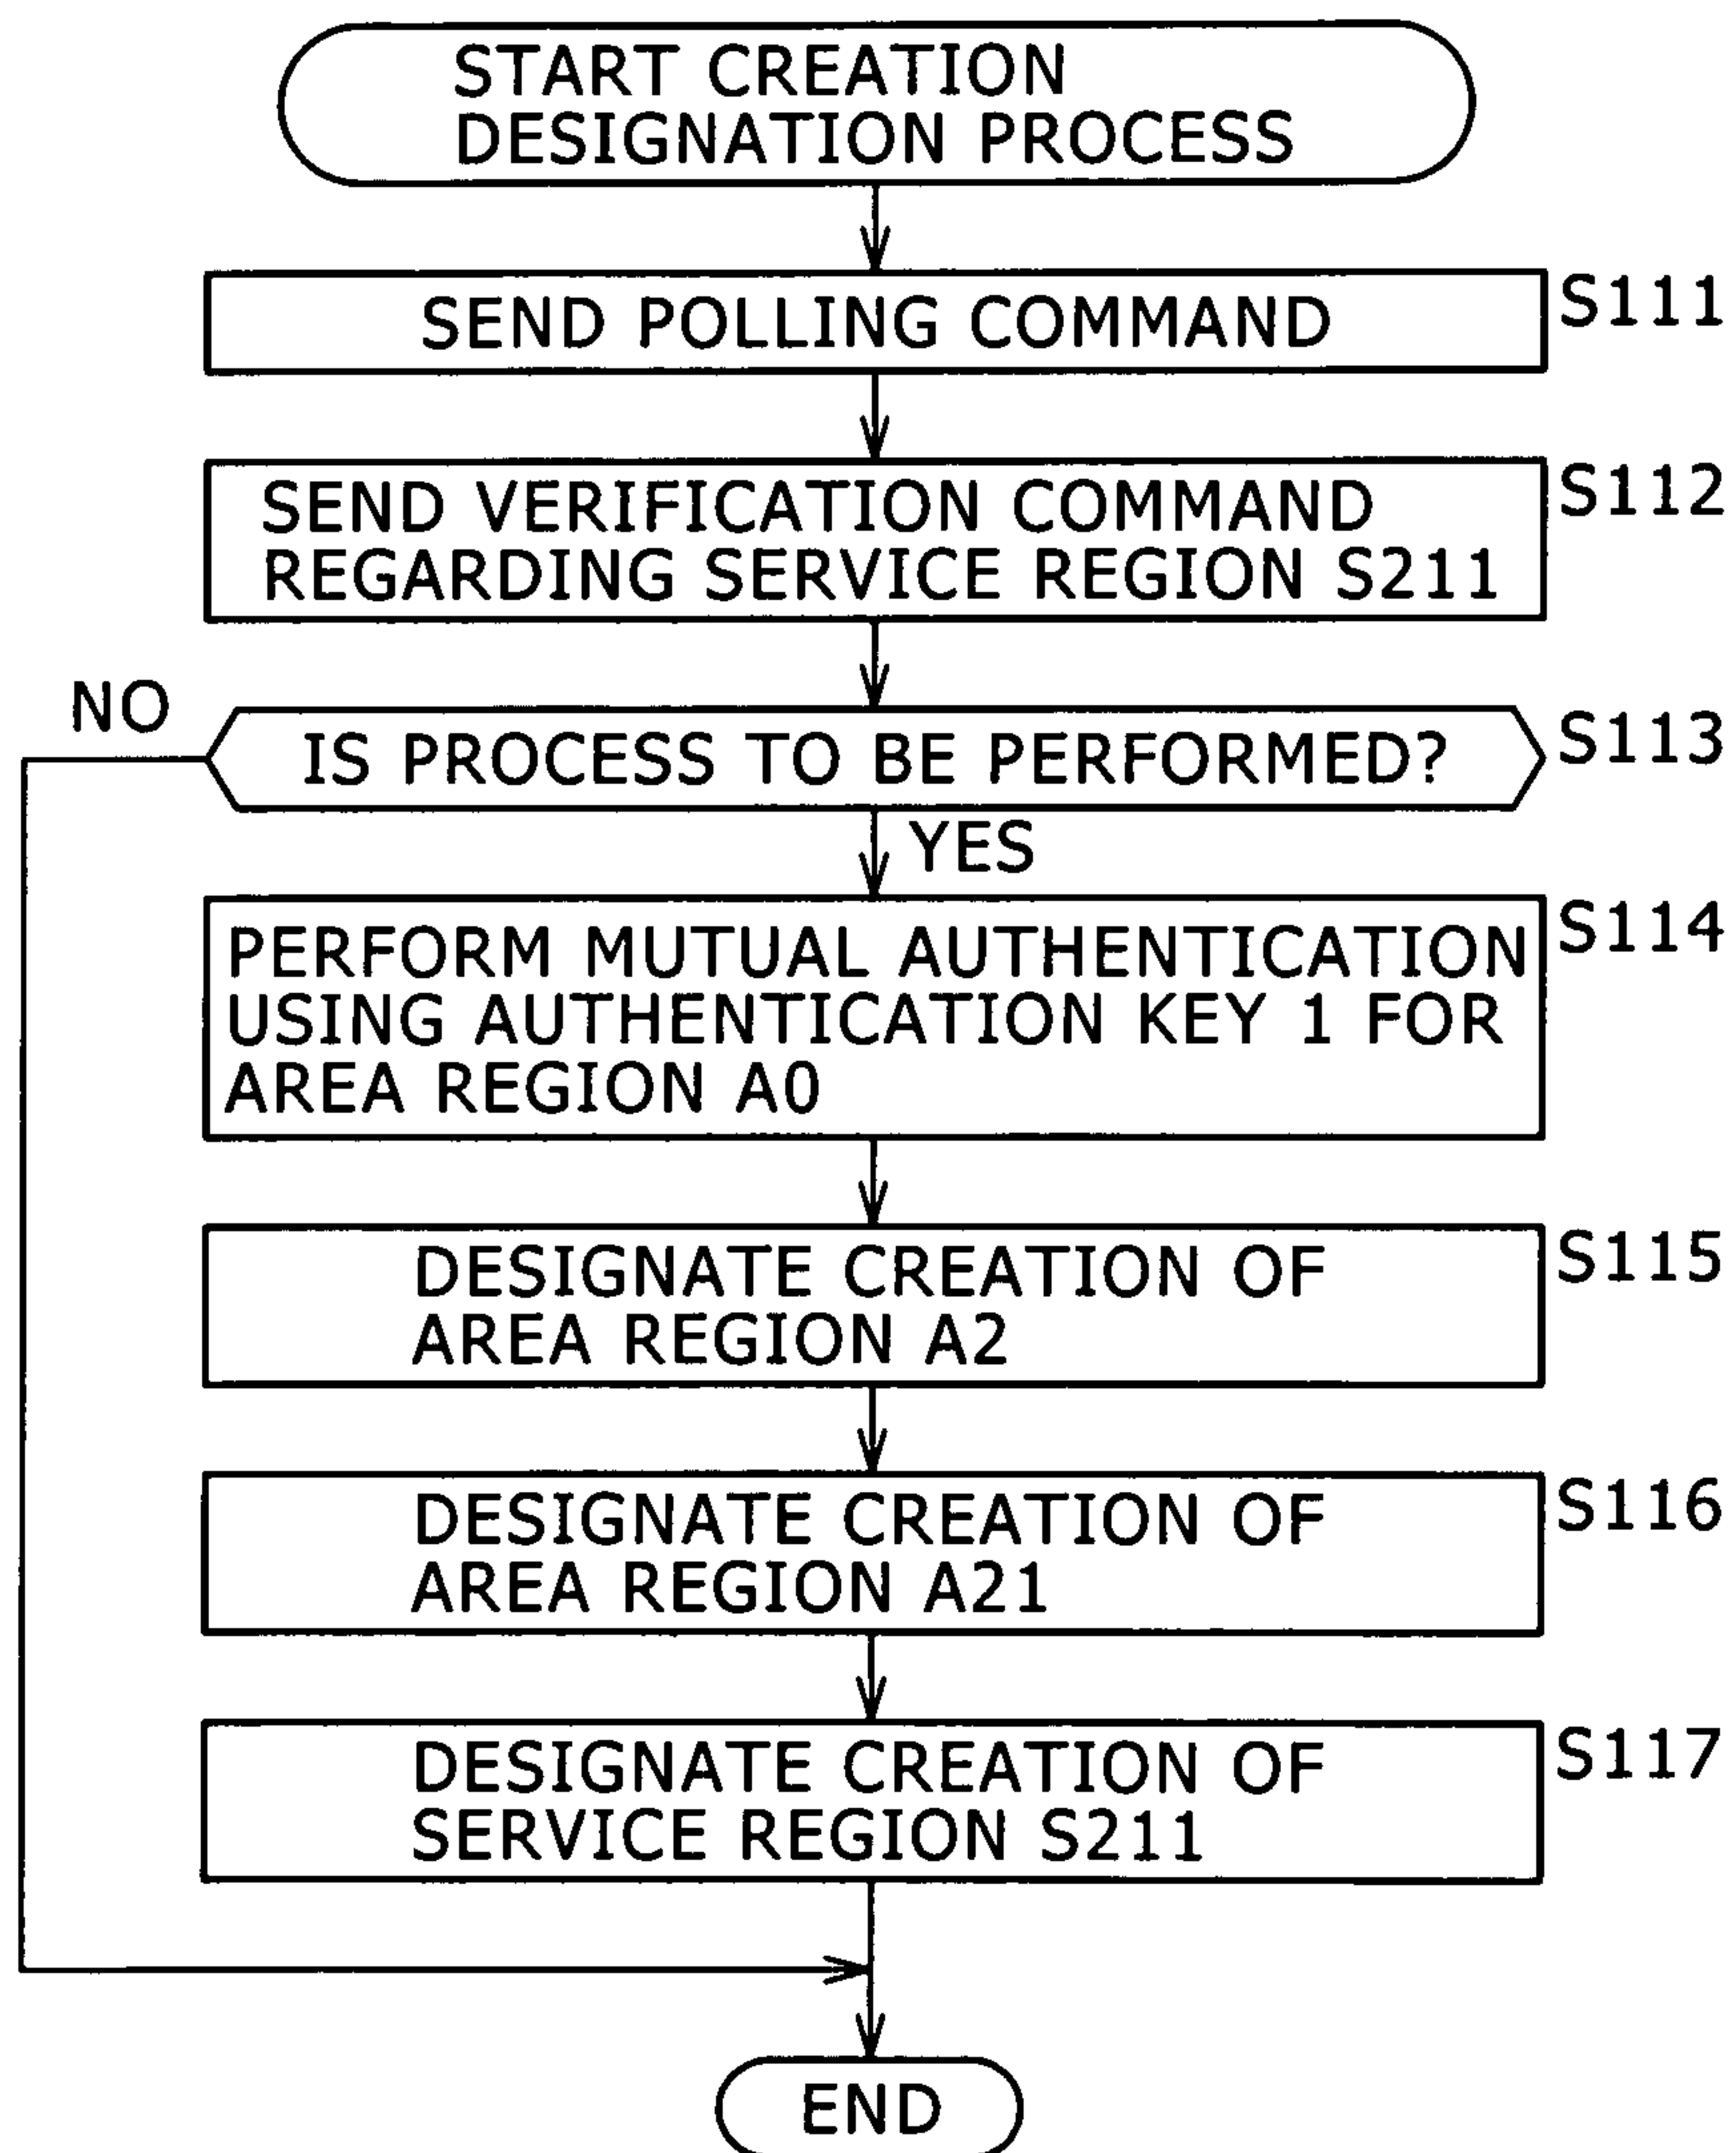 START CREATION
DESIGNATION PROCESS
SEND POLLING COMMAND
S111
SEND VERIFICATION COMMAND
REGARDING SERVICE REGION S211
S112
NO
IS PROCESS TO BE PERFORMED?
S113
YES
PERFORM MUTUAL AUTHENTICATION
USING AUTHENTICATION KEY 1 FOR
AREA REGION A0
S114
DESIGNATE CREATION OF
AREA REGION A2
S115
DESIGNATE CREATION OF
AREA REGION A21
S116
DESIGNATE CREATION OF
SERVICE REGION S211
S117
END